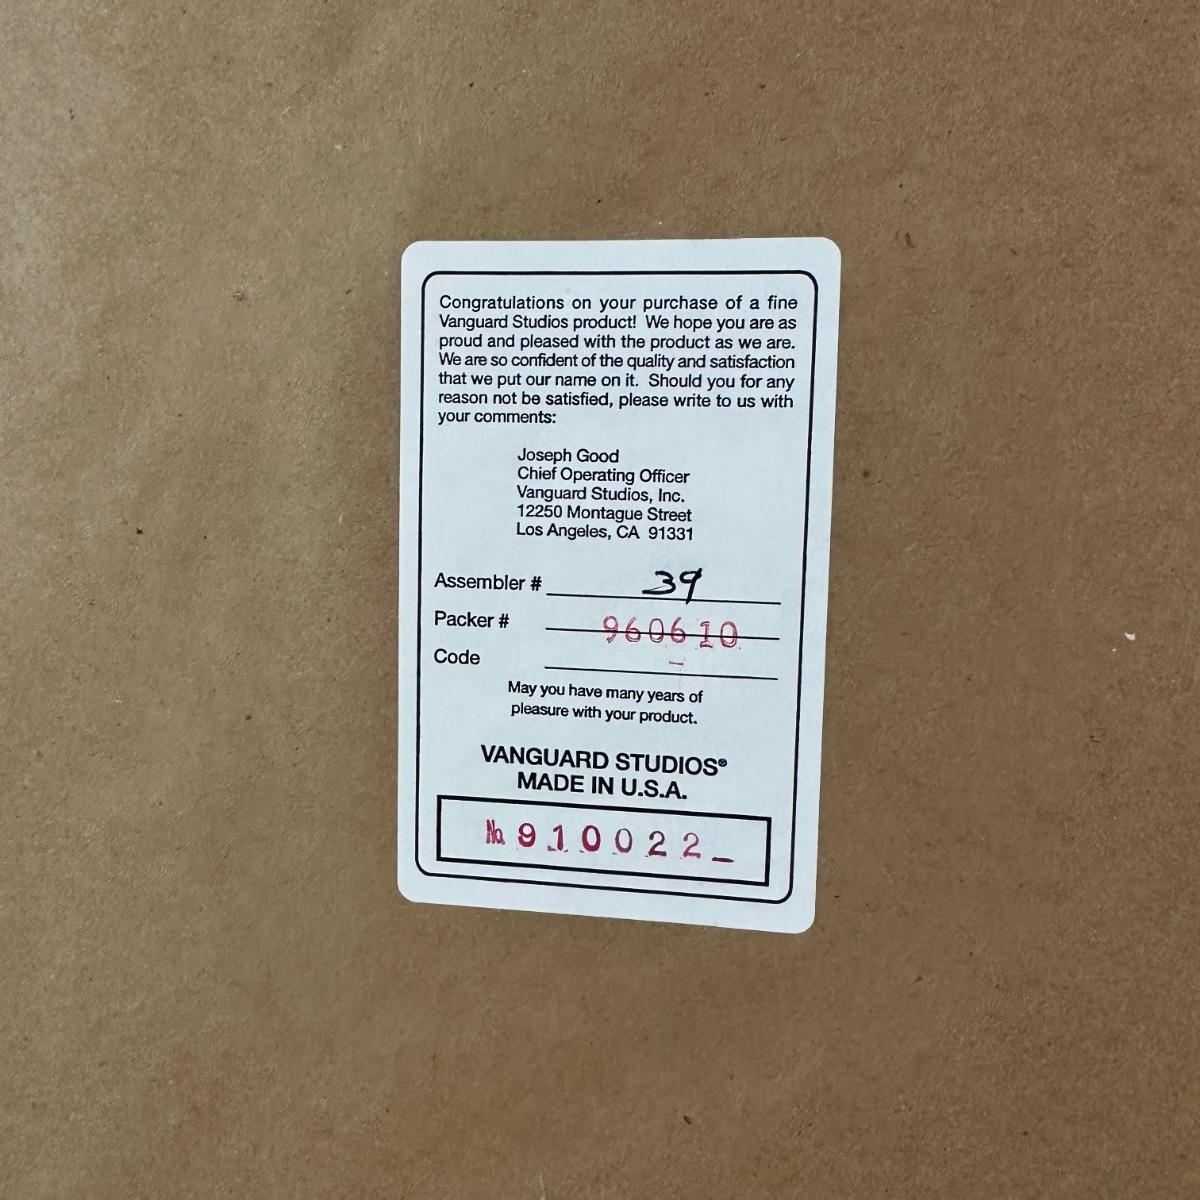 Congratulations on your purchase of a fine
Vanguard Studios product! We hope you are as
proud and pleased with the product as we are.
We are so confident of the quality and satisfaction
that we put our name on it. Should you for any
reason not be satisfied, please write to us with
your comments:
Joseph Good
Chief Operating Officer
Vanguard Studios, Inc.
12250 Montague Street
Los Angeles, CA 91331
Assembler # 39
Packer # 960610
Code –
May you have many years of
pleasure with your product.
VANGUARD STUDIOS®
MADE IN U.S.A.
No. 910022_